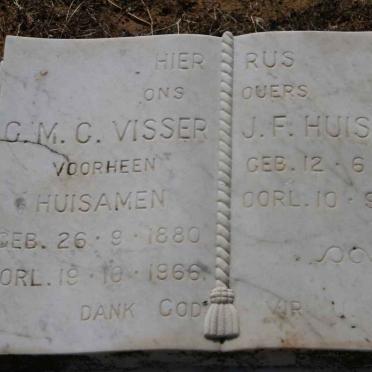 HIER RUS
ONS OUERS
C. M. C. VISSER
VOORHEEN
HUISAMEN
GEB. 26 · 9 · 1880
OORL. 19 · 10 · 1966
J. F. HUIS
GEB. 12 · 6
OORL. 10 · 9
DANK GOD VIR